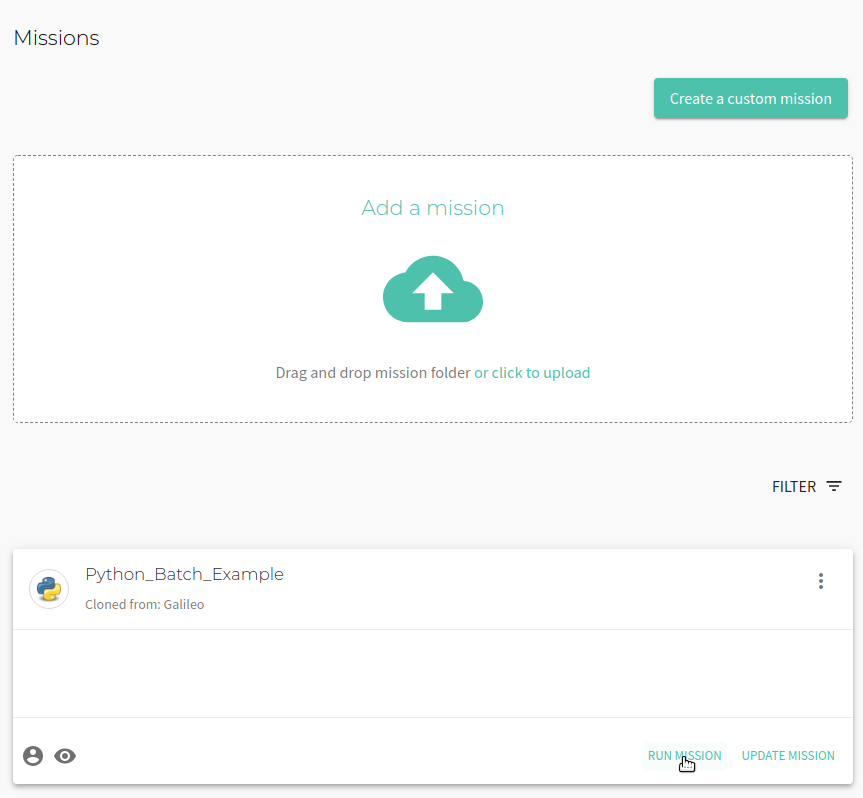 Missions
Create a custom mission
Add a mission
Drag and drop mission folder or click to upload
FILTER
Python_Batch_Example
Cloned from: Galileo
RUN MISSION UPDATE MISSION